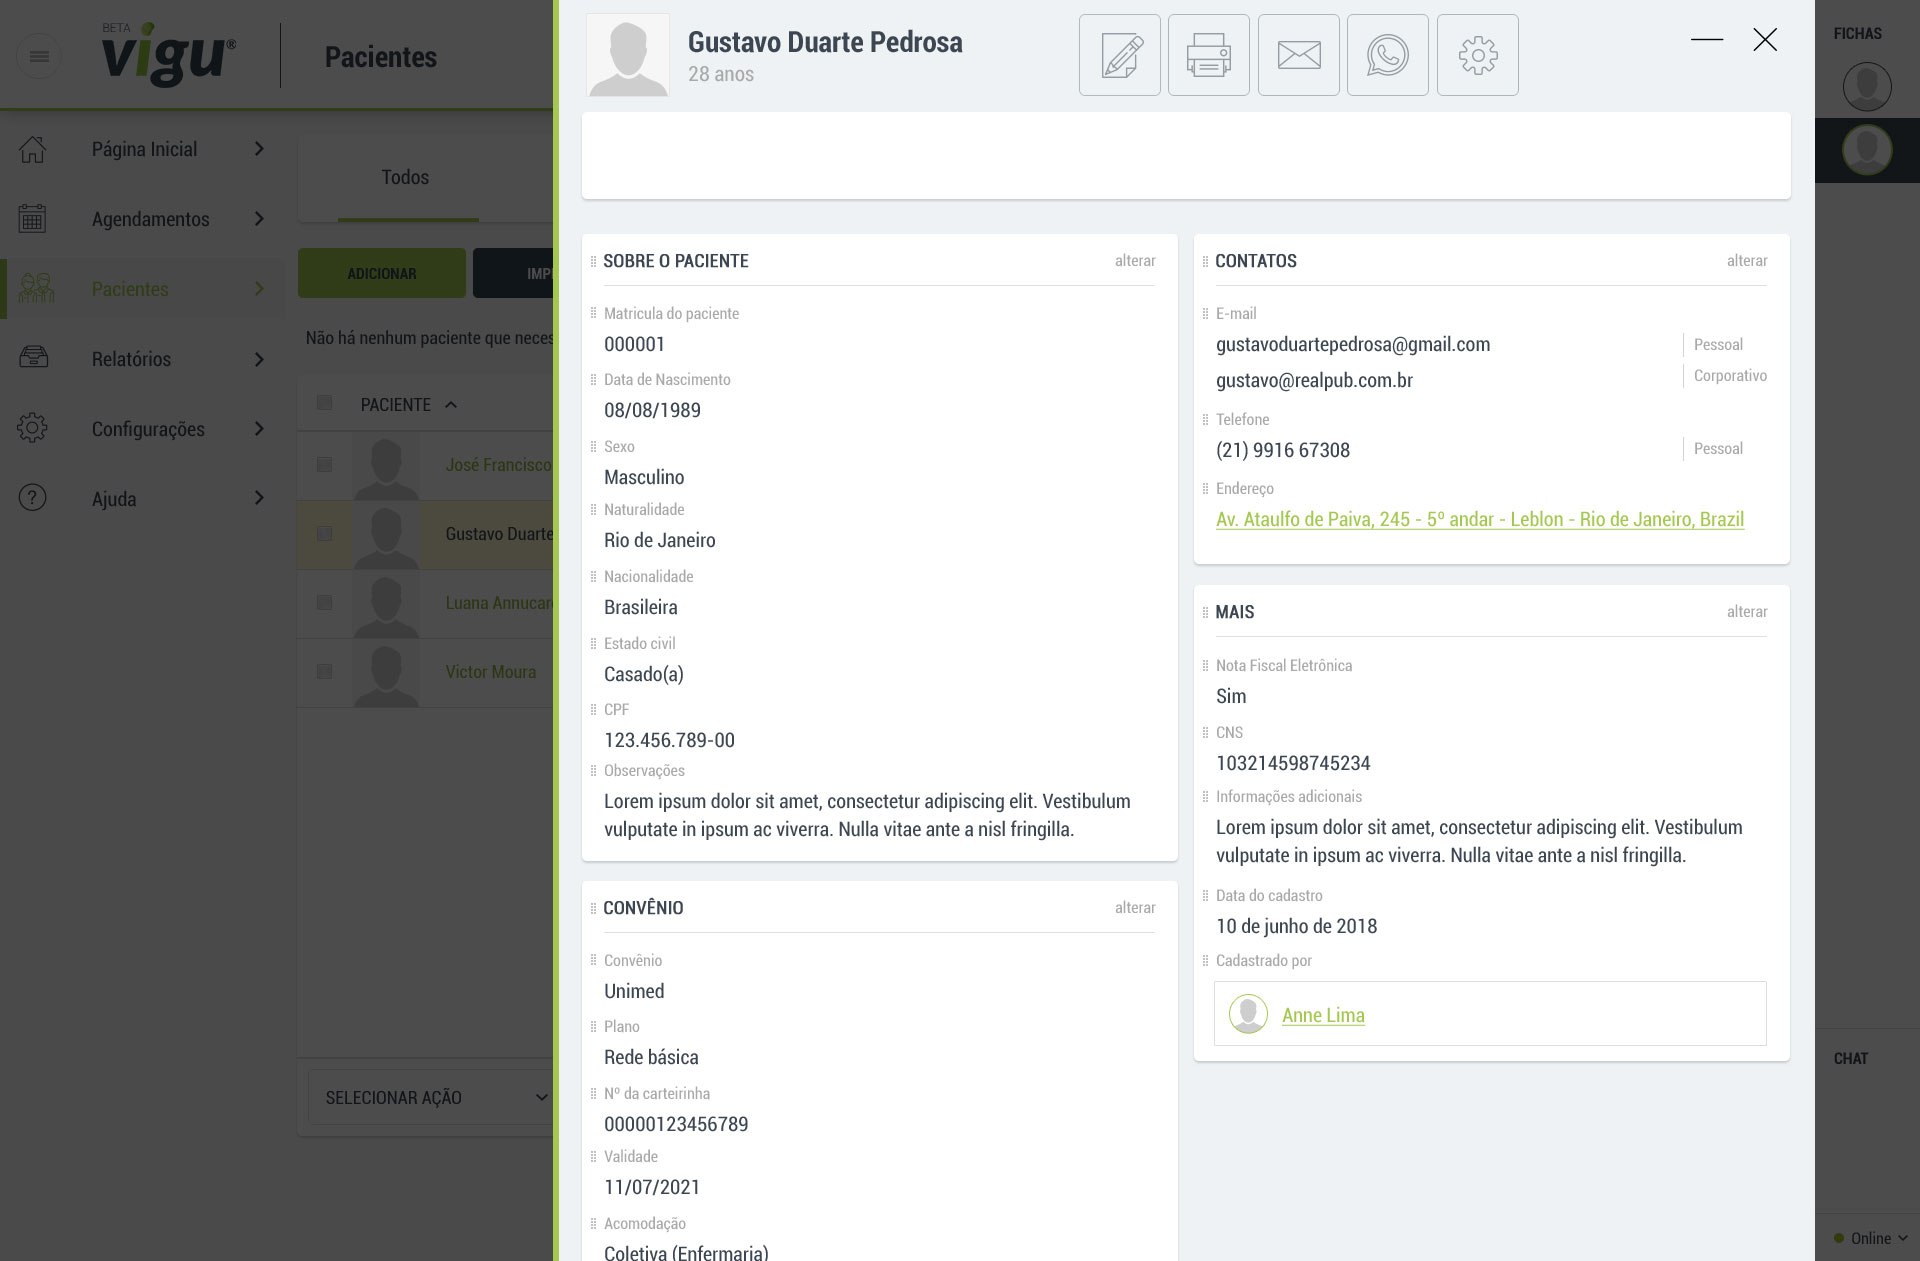 BETA
vigu®
Pacientes
Página Inicial
Agendamentos
Pacientes
Relatórios
Configurações
?
Ajuda
Todos
ADICIONAR
Não há nenhum paciente que
PACIENTE
José Francisco
Gustavo Duarte
Luana
Victor Moura
SELECIONAR AÇÃO
Gustavo Duarte Pedrosa
28 anos
SOBRE O PACIENTE
alterar
Matricula do paciente
000001
Data de Nascimento
08/08/1989
Sexo
Masculino
Naturalidade
Rio de Janeiro
Nacionalidade
Brasileira
Estado civil
Casado(a)
CPF
123.456.789-00
Observações
Lorem ipsum dolor sit amet, consectetur adipiscing elit. Vestibulum
vulputate in ipsum ac viverra. Nulla vitae ante a nisl fringilla.
CONVÊNIO
alterar
Convênio
Unimed
Plano
Rede básica
Nº da carteirinha
00000123456789
Validade
11/07/2021
Acomodação
Coletiva (Enfermaria)
CONTATOS
alterar
E-mail
gustavoduartepedrosa@gmail.com
Pessoal
gustavo@realpub.com.br
Corporativo
Telefone
(21) 9916 67308
Pessoal
Endereço
Av. Ataulfo de Paiva, 245 - 5º andar - Leblon - Rio de Janeiro, Brazil
MAIS
alterar
Nota Fiscal Eletrônica
Sim
CNS
103214598745234
Informações adicionais
Lorem ipsum dolor sit amet, consectetur adipiscing elit. Vestibulum
vulputate in ipsum ac viverra. Nulla vitae ante a nisl fringilla.
Data do cadastro
10 de junho de 2018
Cadastrado por
Anne Lima
FICHAS
CHAT
Online